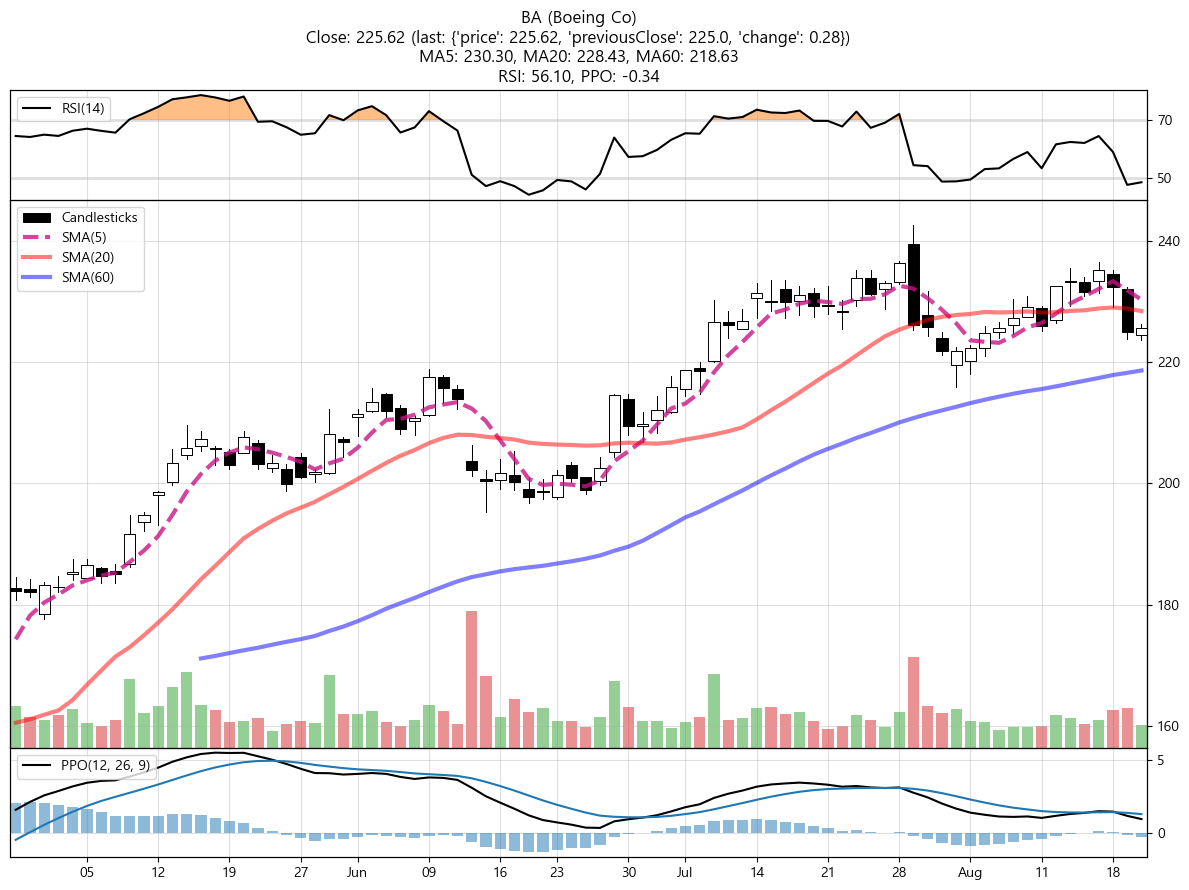 BA (Boeing Co)
Close: 225.62 (last: {'price': 225.62, 'previousClose': 225.0, 'change': 0.28})
MA5: 230.30, MA20: 228.43, MA60: 218.63
RSI: 56.10, PPO: -0.34
RSI(14)
70
50
Candlesticks
SMA(5)
SMA(20)
SMA(60)
240
220
200
180
160
PPO(12, 26, 9)
5
0
05 12 19 27 Jun 09 16 23 30 Jul 07 14 21 28 Aug 11 18